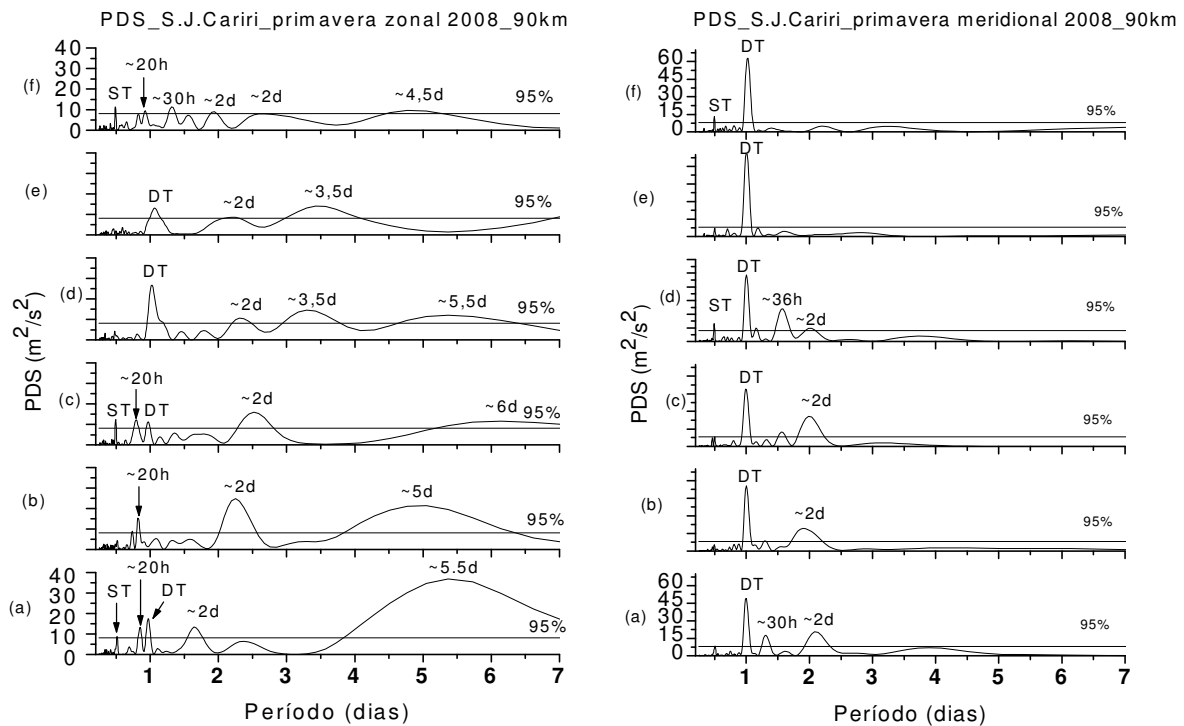 PDS_S.J.Cariri_primavera zonal 2008_90km
PDS (m²/s²)
(f)
40
30
20
10
0
ST
~20h
~30h
~2d
~2d
~4,5d
95%
(e)
DT
~2d
~3,5d
95%
(d)
DT
~2d
~3,5d
~5,5d
95%
(c)
ST
~20h
DT
~2d
~6d
95%
(b)
~20h
~2d
~5d
95%
(a)
40
30
20
10
0
ST
~20h
DT
~2d
~5.5d
95%
1 2 3 4 5 6 7
Período (dias)
PDS_S.J.Cariri_primavera meridional 2008_90km
PDS (m²/s²)
(f)
60
45
30
15
0
ST
DT
95%
(e)
DT
95%
(d)
ST
DT
~36h
~2d
95%
(c)
DT
~2d
95%
(b)
DT
~2d
95%
(a)
60
45
30
15
0
DT
~30h
~2d
95%
1 2 3 4 5 6 7
Período (dias)